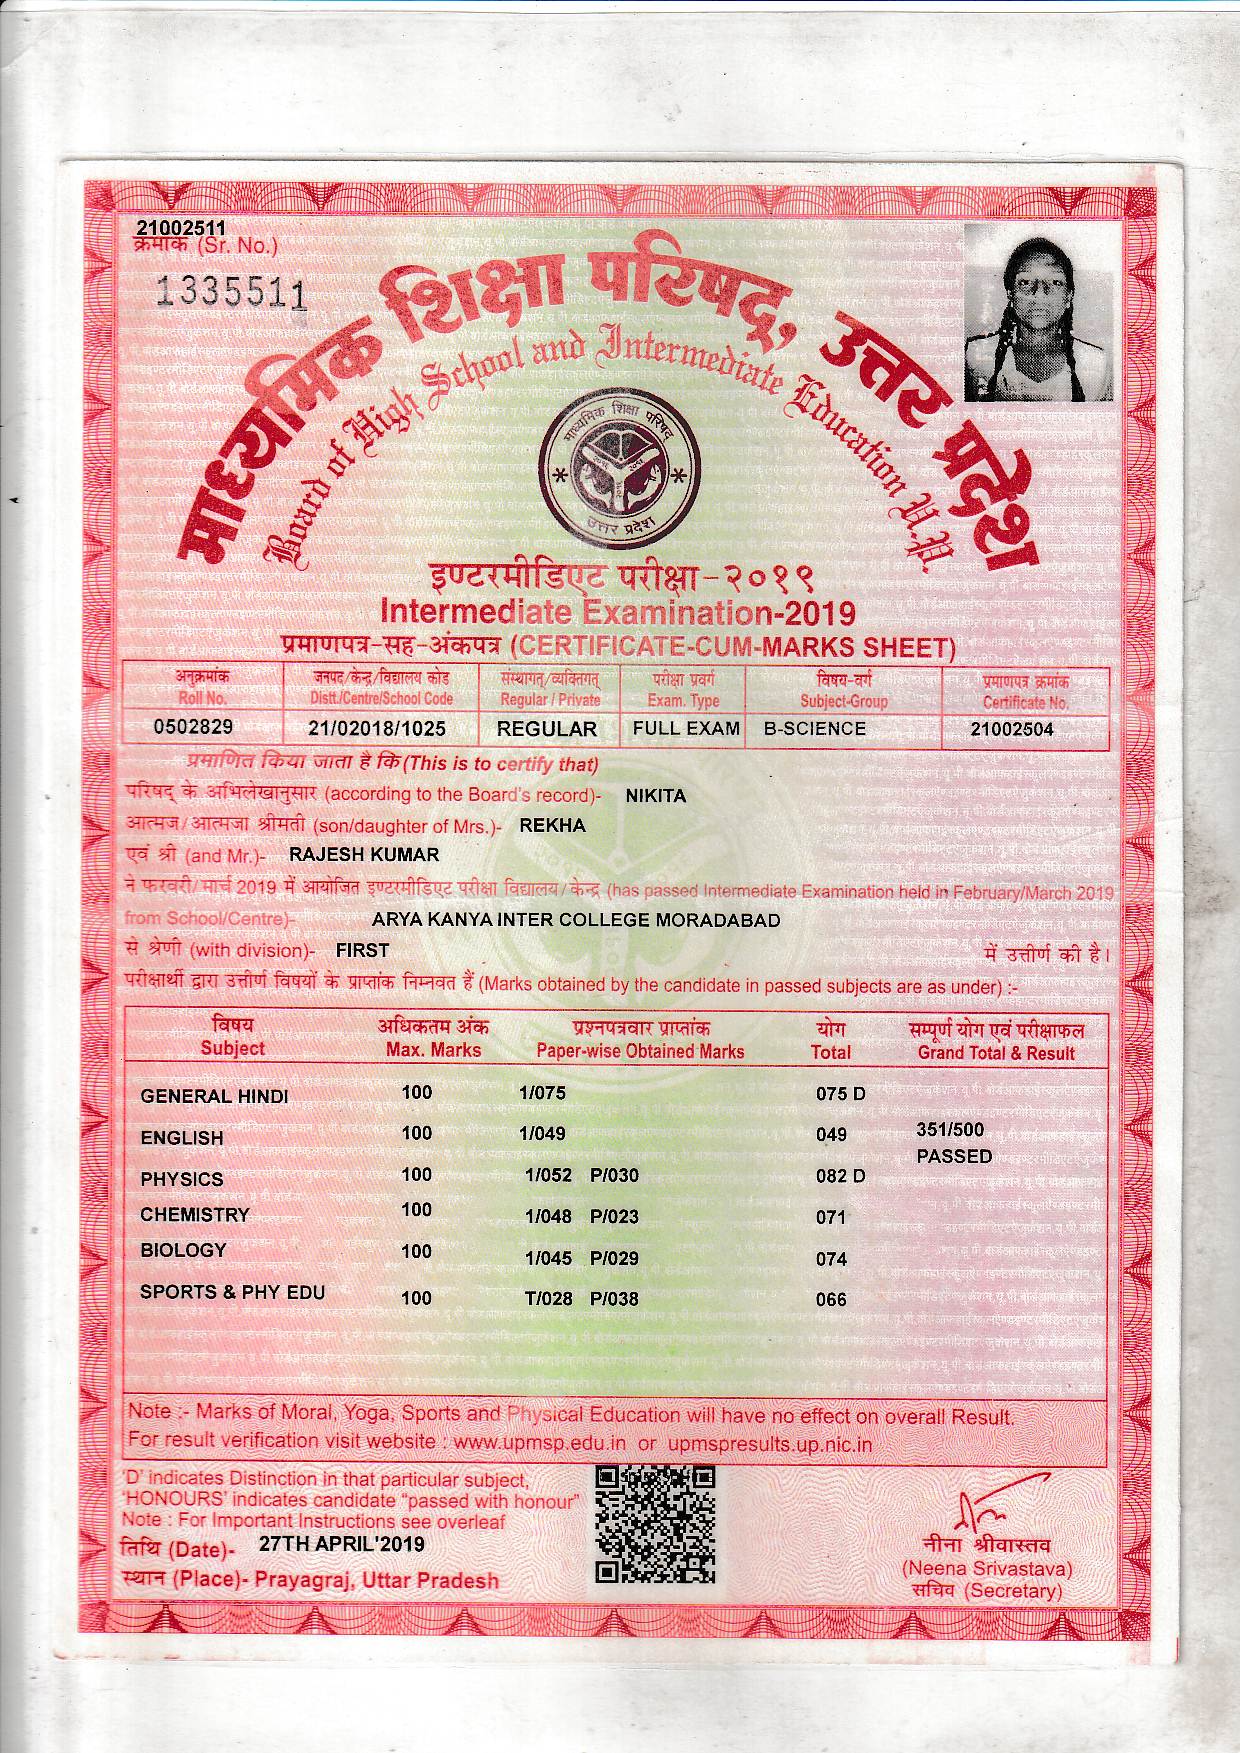 21002511
क्रमांक (Sr. No.)
1335511
माध्यमिक शिक्षा परिषद्, उत्तर प्रदेश
Board of High School and Intermediate Education U.P.
माध्यमिक शिक्षा परिषद
उत्तर प्रदेश
इण्टरमीडिएट परीक्षा-२०१९
Intermediate Examination-2019
प्रमाणपत्र-सह-अंकपत्र (CERTIFICATE-CUM-MARKS SHEET)
अनुक्रमांक जनपद/केन्द्र/विद्यालय कोड संस्थागत्/व्यक्तिगत् परीक्षा प्रवर्ग विषय-वर्ग प्रमाणपत्र क्रमांक
Roll No. Distt./Centre/School Code Regular / Private Exam. Type Subject-Group Certificate No.
0502829 21/02018/1025 REGULAR FULL EXAM B-SCIENCE 21002504
प्रमाणित किया जाता है कि (This is to certify that)
परिषद् के अभिलेखानुसार (according to the Board's record)- NIKITA
आत्मज/आत्मजा श्रीमती (son/daughter of Mrs.)- REKHA
एवं श्री (and Mr.)- RAJESH KUMAR
ने फरवरी/मार्च 2019 में आयोजित इण्टरमीडिएट परीक्षा विद्यालय/केन्द्र (has passed Intermediate Examination held in February/March 2019
from School/Centre)- ARYA KANYA INTER COLLEGE MORADABAD
से श्रेणी (with division)- FIRST में उत्तीर्ण की है।
परीक्षार्थी द्वारा उत्तीर्ण विषयों के प्राप्तांक निम्नवत हैं (Marks obtained by the candidate in passed subjects are as under) :-
विषय अधिकतम अंक प्रश्नपत्रवार प्राप्तांक योग सम्पूर्ण योग एवं परीक्षाफल
Subject Max. Marks Paper-wise Obtained Marks Total Grand Total & Result
GENERAL HINDI 100 1/075 075 D
ENGLISH 100 1/049 049 351/500
PASSED
PHYSICS 100 1/052 P/030 082 D
CHEMISTRY 100 1/048 P/023 071
BIOLOGY 100 1/045 P/029 074
SPORTS & PHY EDU 100 T/028 P/038 066
Note :- Marks of Moral, Yoga, Sports and Physical Education will have no effect on overall Result.
For result verification visit website : www.upmsp.edu.in or upmspresults.up.nic.in
'D' indicates Distinction in that particular subject,
'HONOURS' indicates candidate "passed with honour"
Note : For Important Instructions see overleaf
तिथि (Date)- 27TH APRIL'2019
स्थान (Place)- Prayagraj, Uttar Pradesh
नीना श्रीवास्तव
(Neena Srivastava)
सचिव (Secretary)